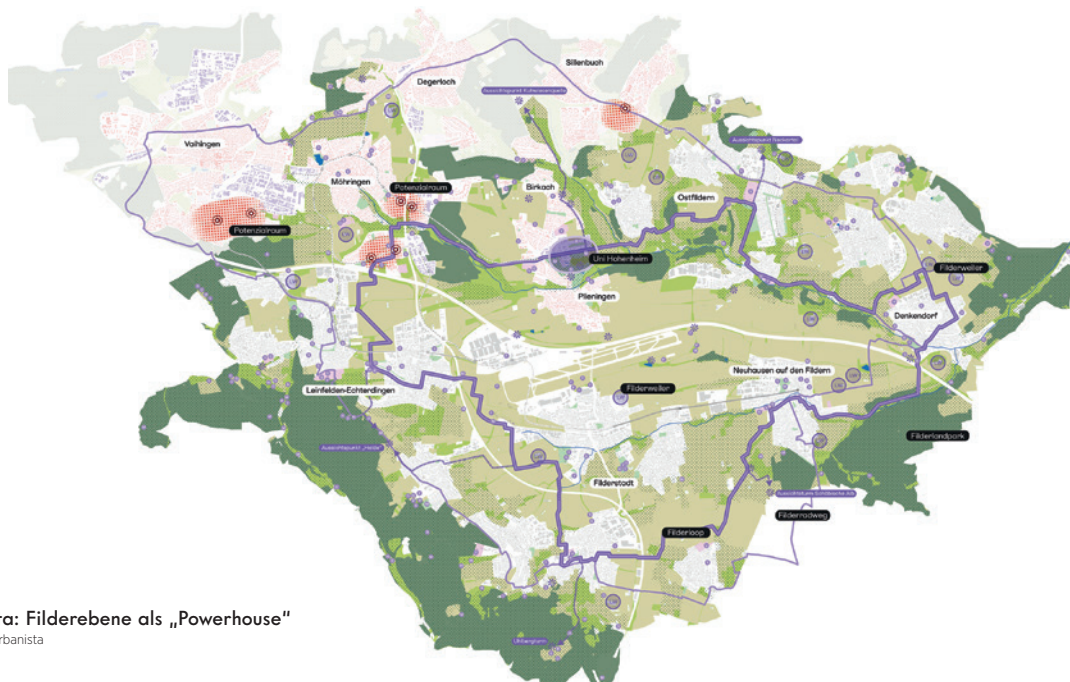 Sillenbuch
Degerloch
Vaihingen
Möhringen
Potenzialraum
Birkach
Ostfildern
Potenzialraum
Uni Hohenheim
Filderweiler
Plieningen
Denkendorf
Neuhausen auf den Fildern
Leinfelden-Echterdingen
Filderweiler
Filderlandpark
Filderstadt
Filderradweg
Filderloop
ra: Filderebene als „Powerhouse“
rbanista